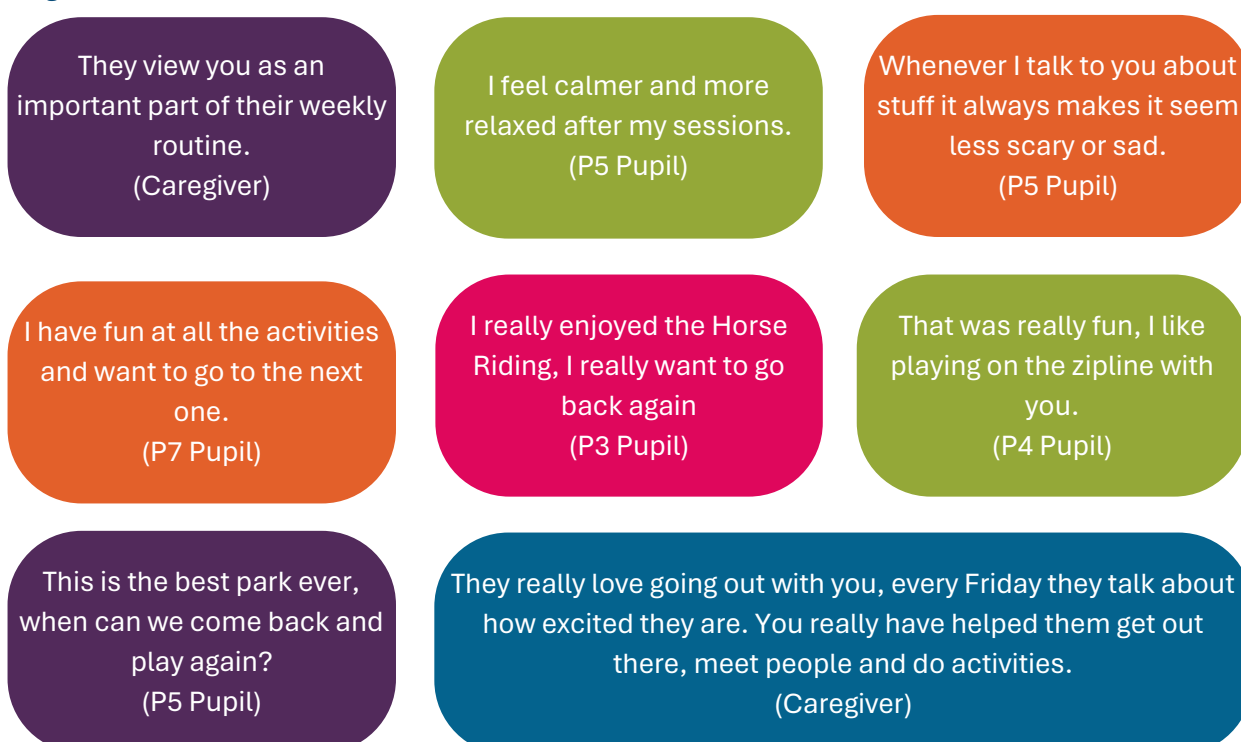 They view you as an
important part of their weekly
routine.
(Caregiver)
I feel calmer and more
relaxed after my sessions.
(P5 Pupil)
Whenever I talk to you about
stuff it always makes it seem
less scary or sad.
(P5 Pupil)
I have fun at all the activities
and want to go to the next
one.
(P7 Pupil)
I really enjoyed the Horse
Riding, I really want to go
back again
(P3 Pupil)
That was really fun, I like
playing on the zipline with
you.
(P4 Pupil)
This is the best park ever,
when can we come back and
play again?
(P5 Pupil)
They really love going out with you, every Friday they talk about
how excited they are. You really have helped them get out
there, meet people and do activities.
(Caregiver)